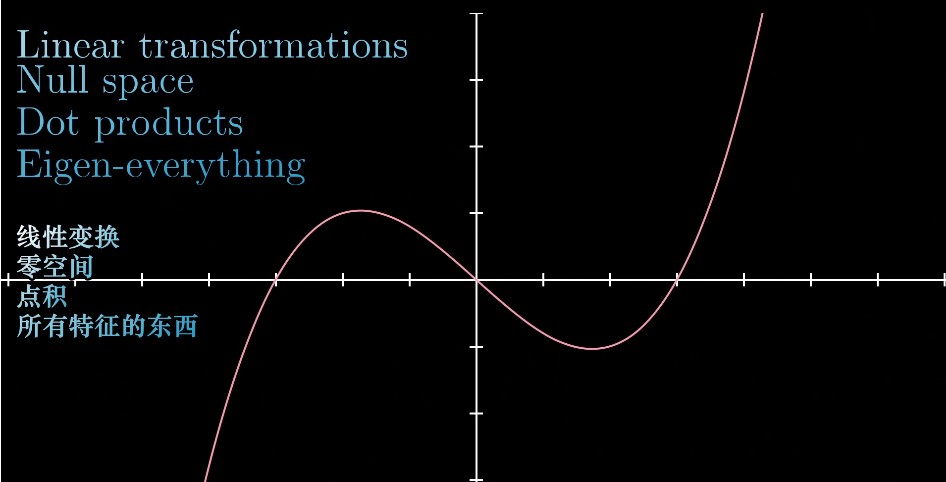 Linear transformations
Null space
Dot products
Eigen-everything
线性变换
零空间
点积
所有特征的东西